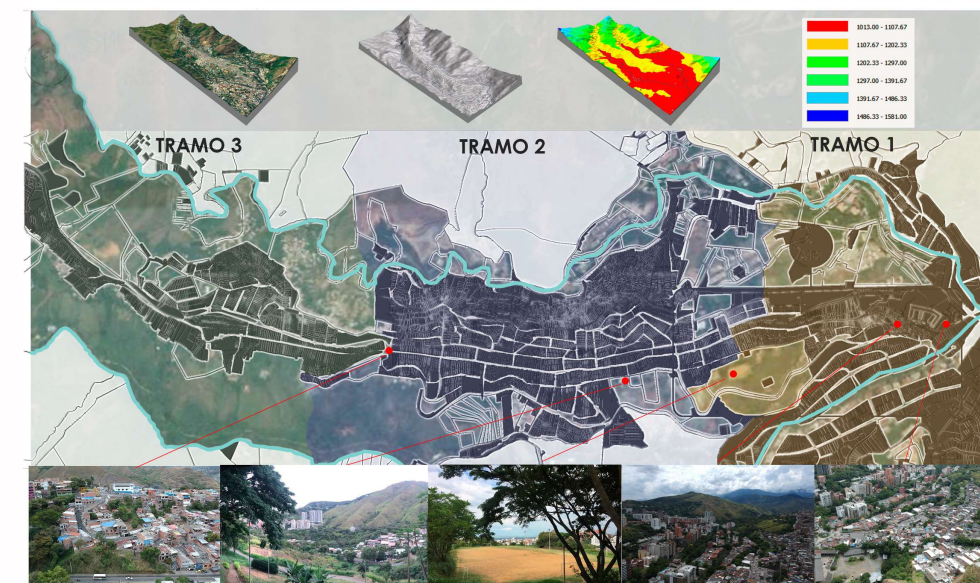 1013.00 - 1107.67
1107.67 - 1202.33
1202.33 - 1297.00
1297.00 - 1391.67
1391.67 - 1486.33
1486.33 - 1581.00
TRAMO 3
TRAMO 2
TRAMO 1